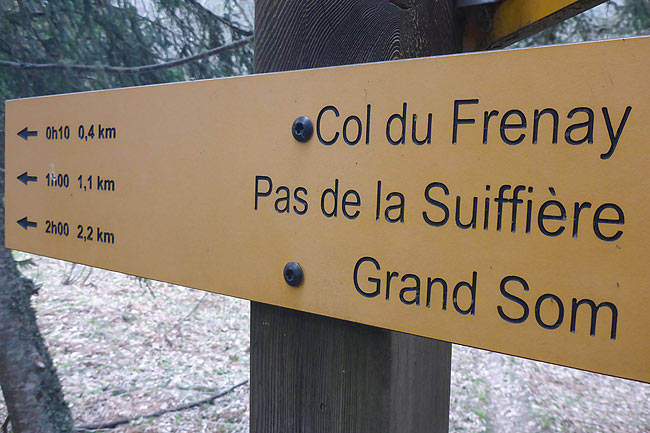 ← 0h10 0,4 km Col du Frenay
← 1h00 1,1 km Pas de la Suiffière
← 2h00 2,2 km Grand Som